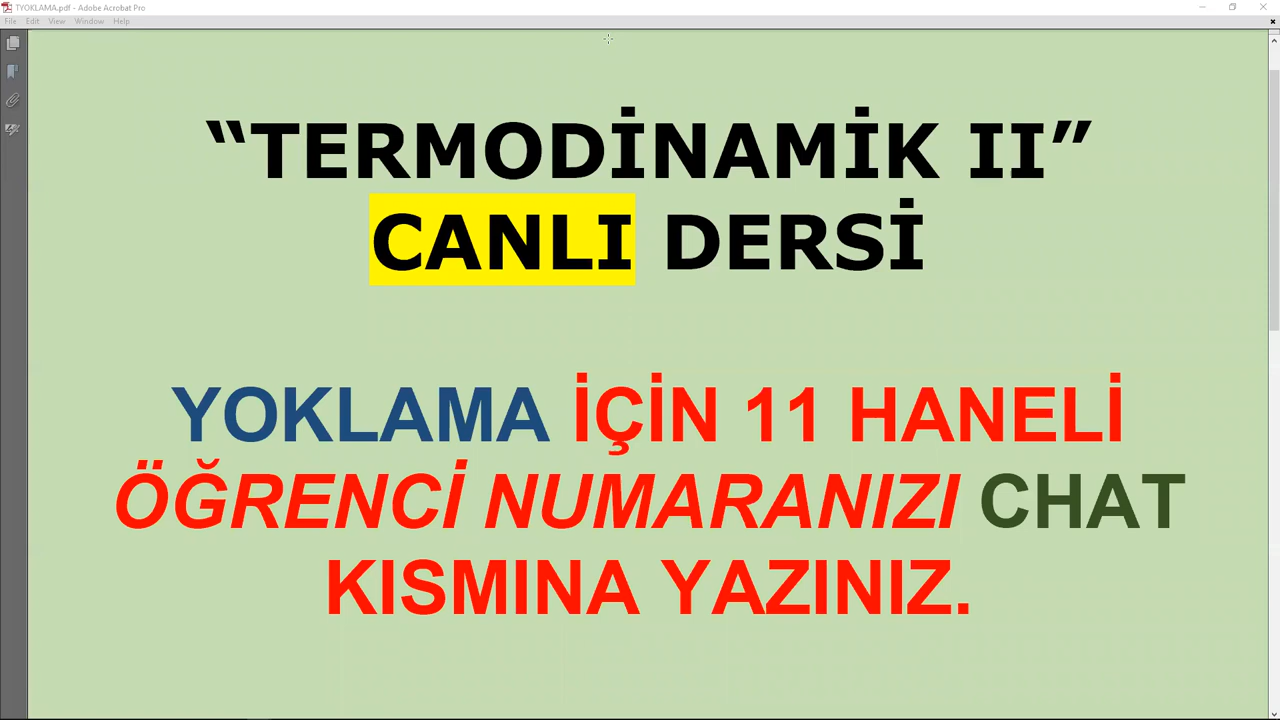 TYOKLAMA.pdf - Adobe Acrobat Pro
File Edit View Window Help
“TERMODİNAMİK II”
CANLI DERSİ
YOKLAMA İÇİN 11 HANELİ
ÖĞRENCİ NUMARANIZI CHAT
KISMINA YAZINIZ.